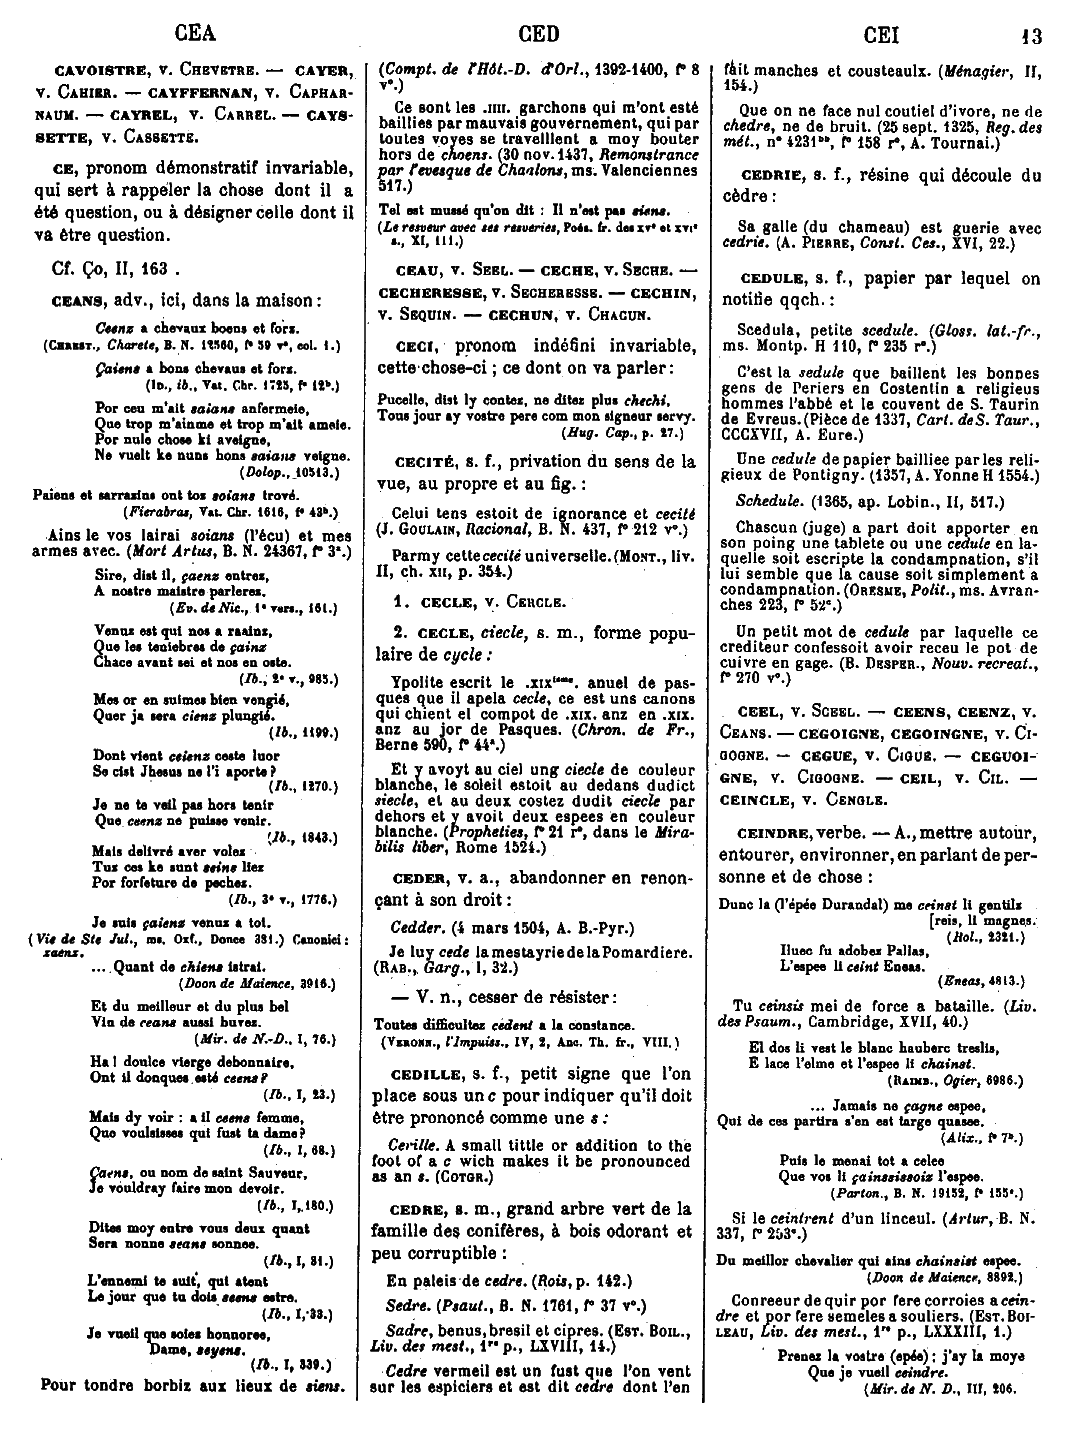 CEA
CED
CEI 13
CAVOISTRE, V. CHEVETRE. — CAYER,
V. CAHIER. — CAYFFERNAN, V. CAPHAR-
NAUM. — CAYREL, V. CARREL. — CAYS-
SETTE, V. CASSETTE.
CE, pronom démonstratif invariable,
qui sert à rappeler la chose dont il a
été question, ou à désigner celle dont il
va être question.
Cf. Ço, II, 163 .
CEANS, adv., ici, dans la maison :
Ceenz a chevaux boens et forz.
(CHREST., Charete, B. N. 12560, f° 59 v°, col. 1.)
Çaiens a bons chevaus et fors.
(ID., ib., Vat. Chr. 1725, f° 12ᵇ.)
Por ceu m'ait saians anfermeie,
Que trop m'ainme et trop m'ait ameie.
Por nule chose ki aveigne,
Ne vuelt ke nuns hons saians veigne.
(Dolop., 10513.)
Paiens et sarrazins ont tos soians trové.
(Fierabras, Vat. Chr. 1616, f° 43ᵇ.)
Ains le vos lairai soians (l'écu) et mes
armes avec. (Mort Artus, B. N. 24367, f° 3ᵃ.)
Sire, dist il, çaenz entrez,
A nostre maistre parlerez.
(Ev. de Nic., 1ᵉ vers., 161.)
Venuz est qui nos a raainz,
Que les teniebres de çainz
Chace avant sei et nos en oste.
(Ib., 2ᵉ v., 985.)
Mes or en suimes bien vengié,
Quer ja sera cienz plungié.
(Ib., 1199.)
Dont vient ceienz ceste luor
Se cist Jhesus ne l'i aporte ?
(Ib., 1270.)
Je ne te veil pas hors tenir
Que ceenz ne puisse venir.
(Ib., 1843.)
Mais delivré aver volez
Tuz ces ke sunt seinz liez
Por forfeture de pechez.
(Ib., 3ᵉ v., 1776.)
Je suis çaienz venuz a toi.
(Vie de Ste Jul., ms. Oxf., Douce 381.) Canonici :
zaenz.
... Quant de chiens istrai.
(Doon de Maience, 3916.)
Et du meilleur et du plus bel
Vin de ceans aussi buvez.
(Mir. de N.-D., I, 76.)
Ha ! doulce vierge debonnaire,
Ont il donques esté ceens ?
(Ib., I, 23.)
Mais dy voir : a il ceens femme,
Que voulsisses qui fust ta dame ?
(Ib., I, 68.)
Çaens, ou nom de saint Sauveur,
Je vouldray faire mon devoir.
(Ib., I, 180.)
Dites moy entre vous deux quant
Sera nonne seans sonnee.
(Ib., I, 81.)
L'ennemi te suit, qui atent
Le jour que tu dois seens estre.
(Ib., I, 33.)
Je vueil que soies honnoree,
Dame, seyens.
(Ib., I, 339.)
Pour tondre borbiz aux lieux de siens.
(Compt. de l'Hôt.-D. d'Orl., 1392-1400, f° 8
v°.)
Ce sont les .IIII. garchons qui m'ont esté
baillies par mauvais gouvernement, qui par
toutes voyes se travelllent a moy bouter
hors de choens. (30 nov. 1437, Remonstrance
par l'evesque de Chaalons, ms. Valenciennes
517.)
Tel est mussé qu'on dit : Il n'est pas siens.
(Le resveur avec ses resveries, Poés. fr. des XVᵉ et XVIᵉ
s., XI, 111.)
CEAU, V. SEEL. — CECHE, V. SECHE. —
CECHERESSE, V. SECHERESSE. — CECHIN,
V. SEQUIN. — CECHUN, V. CHACUN.
CECI, pronom indéfini invariable,
cette chose-ci ; ce dont on va parler :
Pucelle, dist ly contez, ne ditez plus chechi,
Tous jour ay vostre pere com mon signeur servy.
(Hug. Cap., p. 27.)
CECITÉ, s. f., privation du sens de la
vue, au propre et au fig. :
Celui tens estoit de ignorance et cecité
(J. GOULAIN, Racional, B. N. 437, f° 212 v°.)
Parmy cette cecité universelle. (MONT., liv.
II, ch. XII, p. 354.)
1. CECLE, V. CERCLE.
2. CECLE, ciecle, s. m., forme popu-
laire de cycle :
Ypolite escrit le .XIXⁱᵉᵐᵉ. anuel de pas-
ques que il apela cecle, ce est uns canons
qui chient el compot de .XIX. anz en .XIX.
anz au jor de Pasques. (Chron. de Fr.,
Berne 590, f° 44ᵃ.)
Et y avoyt au ciel ung ciecle de couleur
blanche, le soleil estoit au dedans dudict
siecle, et au deux costez dudit ciecle par
dehors et y avoit deux espees en couleur
blanche. (Propheties, f° 21 r°, dans le Mira-
bilis liber, Rome 1524.)
CEDER, v. a., abandonner en renon-
çant à son droit :
Cedder. (4 mars 1504, A. B.-Pyr.)
Je luy cede la mestayrie de la Pomardiere.
(RAB., Garg., I, 32.)
— V. n., cesser de résister :
Toutes difficultez cedent a la constance.
(VERONN., l'Impuiss., IV, 2, Anc. Th. fr., VIII.)
CEDILLE, s. f., petit signe que l'on
place sous un c pour indiquer qu'il doit
être prononcé comme une s :
Cerille. A small tittle or addition to the
foot of a c wich makes it be pronounced
as an s. (COTGR.)
CEDRE, s. m., grand arbre vert de la
famille des conifères, à bois odorant et
peu corruptible :
En paleis de cedre. (Rois, p. 142.)
Sedre. (Psaut., B. N. 1761, f° 37 v°.)
Sadre, benus, bresil et cipres. (EST. BOIL.,
Liv. des mest., 1ʳᵉ p., LXVIII, 14.)
Cedre vermeil est un fust que l'on vent
sur les espiciers et est dit cedre dont l'en
fait manches et cousteaulx. (Ménagier, II,
154.)
Que on ne face nul coutiel d'ivore, ne de
chedre, ne de bruit. (25 sept. 1325, Reg. des
mét., n° 4231ᵇⁱˢ, f° 158 r°, A. Tournai.)
CEDRIE, s. f., résine qui découle du
cèdre :
Sa galle (du chameau) est guerie avec
cedrie. (A. PIERRE, Const. Ces., XVI, 22.)
CEDULE, s. f., papier par lequel on
notifie qqch. :
Scedula, petite scedule. (Gloss. lat.-fr.,
ms. Montp. H 110, f° 235 r°.)
C'est la sedule que baillent les bonnes
gens de Periers en Costentin a religieus
hommes l'abbé et le couvent de S. Taurin
de Evreus. (Pièce de 1337, Cart. de S. Taur.,
CCCXVII, A. Eure.)
Une cedule de papier bailliee par les reli-
gieux de Pontigny. (1357, A. Yonne H 1554.)
Schedule. (1365, ap. Lobin., II, 517.)
Chascun (juge) a part doit apporter en
son poing une tablete ou une cedule en la-
quelle soit escripte la condampnation, s'il
lui semble que la cause soit simplement a
condampnation. (ORESME, Polit., ms. Avran-
ches 223, f° 52ᶜ.)
Un petit mot de cedule par laquelle ce
crediteur confessoit avoir receu le pot de
cuivre en gage. (B. DESPER., Nouv. recreat.,
f° 270 v°.)
CEEL, V. SCEEL. — CEENS, CEENZ, V.
CEANS. — CEGOIGNE, CEGOINGNE, V. CI-
GOGNE. — CEGUE, V. CIGUE. — CEGUOI-
GNE, V. CIGOGNE. — CEIL, V. CIL. —
CEINCLE, V. CENGLE.
CEINDRE, verbe. — A., mettre autour,
entourer, environner, en parlant de per-
sonne et de chose :
Dunc la (l'épée Durandal) me ceinst li gentilz
[reis, li magnes.
(Rol., 2321.)
Iluec fu adobez Pallas,
L'espee li ceint Eneas.
(Eneas, 4813.)
Tu ceinsis mei de force a bataille. (Liv.
des Psaum., Cambridge, XVII, 40.)
El dos li vest le blanc hauberc treslis,
E lace l'elme et l'espee li chainst.
(RAIMB., Ogier, 6986.)
... Jamais ne çagne espee,
Qui de ces partira s'en est targe quasee.
(Alix., f° 7ᵇ.)
Puis le menai tot a celee
Que vos li çainssissoiz l'espee.
(Parton., B. N. 19152, f° 155ᵉ.)
Si le ceintrent d'un linceul. (Artur, B. N.
337, f° 253ᵉ.)
Du meillor chevalier qui ains chainsist espee.
(Doon de Maience, 8892.)
Conreeur de quir por fere corroies a cein-
dre et por fere semeles a souliers. (EST. BOI-
LEAU, Liv. des mest., 1ʳᵉ p., LXXXIII, 1.)
Prenez la vostre (epée) ; j'ay la moye
Que je vueil ceindre.
(Mir. de N. D., III, 206.